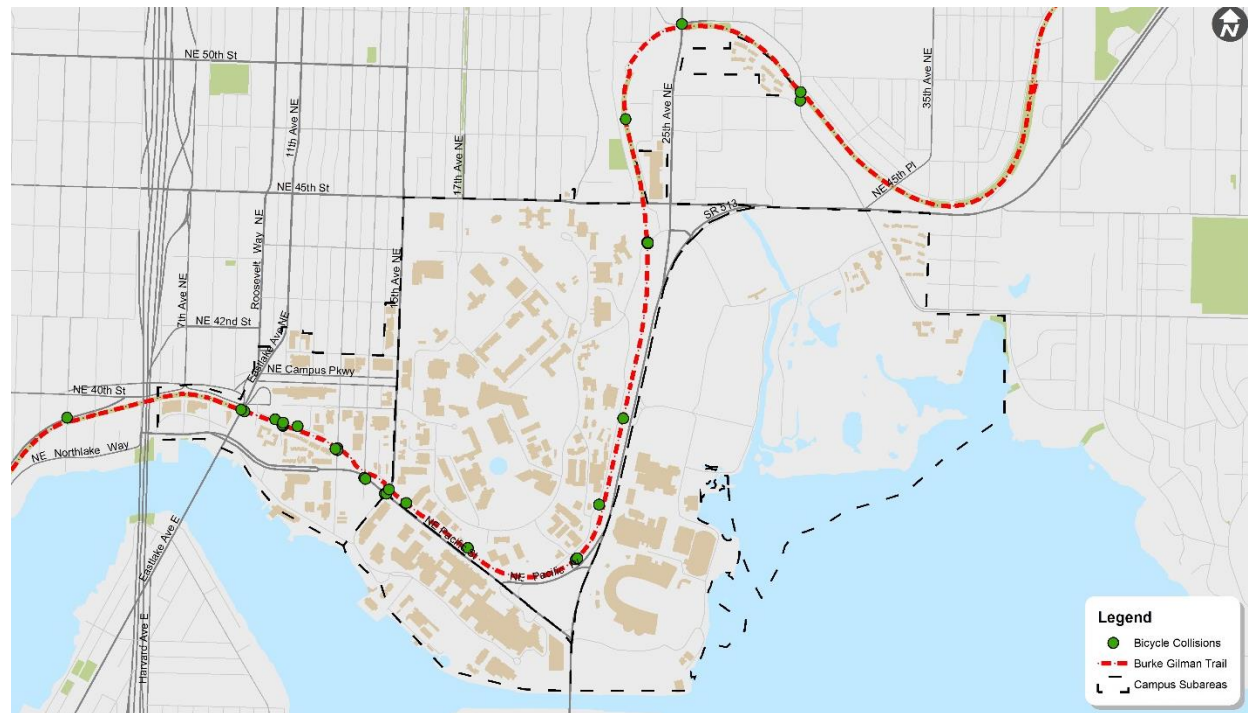 N
NE 50th St
11th Ave NE
17th Ave NE
25th Ave NE
35th Ave NE
NE 45th Pl
NE 45th St
SR 513
Roosevelt Way NE
7th Ave NE
15th Ave NE
NE 42nd St
Eastlake Ave NE
NE Campus Pkwy
NE 40th St
NE Northlake Way
NE Pacific St
NE Pacific Pl
Eastlake Ave E
Harvard Ave E
Legend
Bicycle Collisions
Burke Gilman Trail
Campus Subareas